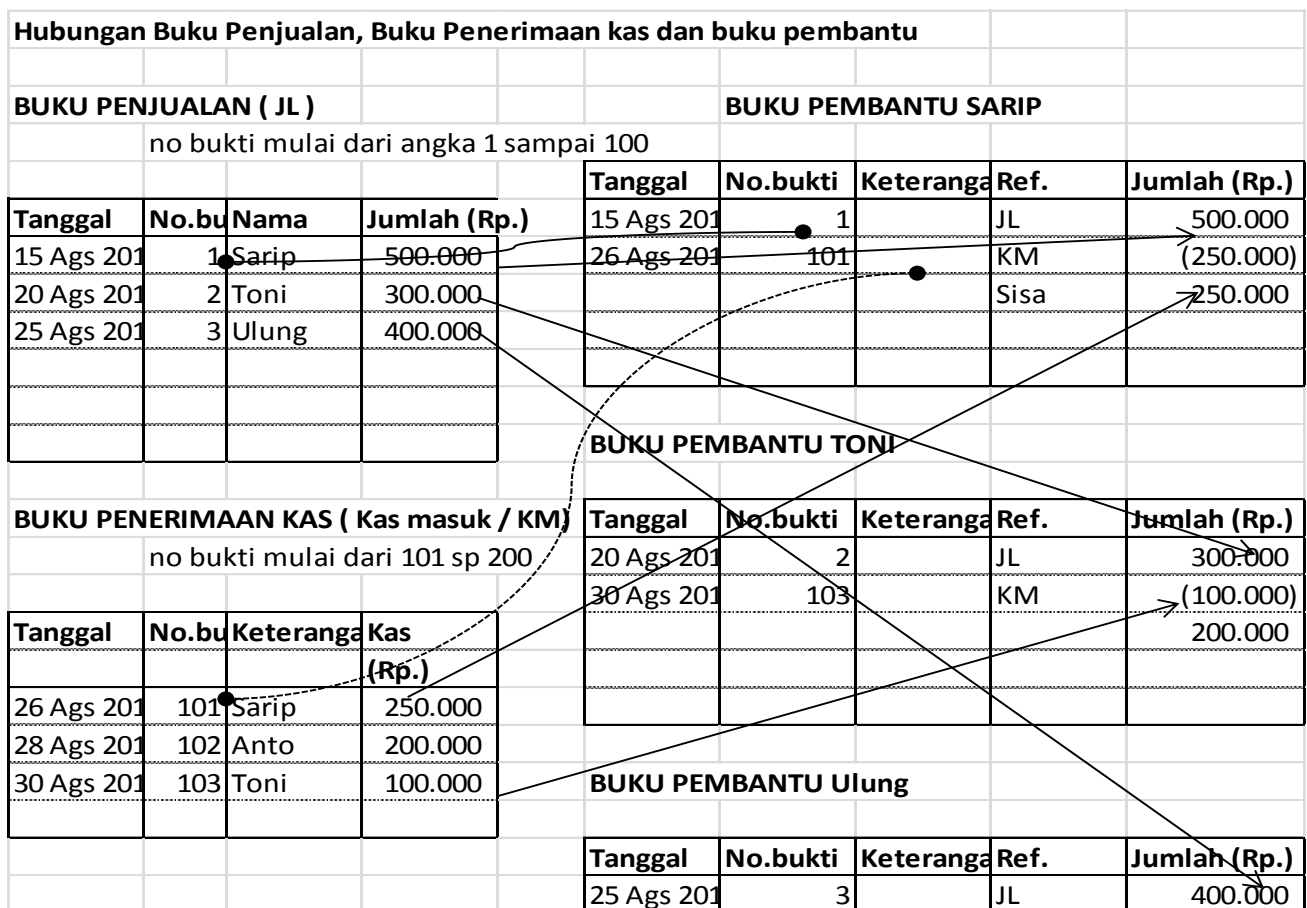 Hubungan Buku Penjualan, Buku Penerimaan kas dan buku pembantu
BUKU PENJUALAN ( JL )
no bukti mulai dari angka 1 sampai 100
Tanggal No.bu Nama Jumlah (Rp.)
15 Ags 201 1 Sarip 500.000
20 Ags 201 2 Toni 300.000
25 Ags 201 3 Ulung 400.000
BUKU PENERIMAAN KAS ( Kas masuk / KM)
no bukti mulai dari 101 sp 200
Tanggal No.bu Keteranga Kas
(Rp.)
26 Ags 201 101 Sarip 250.000
28 Ags 201 102 Anto 200.000
30 Ags 201 103 Toni 100.000
BUKU PEMBANTU SARIP
Tanggal No.bukti Keteranga Ref. Jumlah (Rp.)
15 Ags 201 1 JL 500.000
26 Ags 201 101 KM (250.000)
Sisa 250.000
BUKU PEMBANTU TONI
Tanggal No.bukti Keteranga Ref. Jumlah (Rp.)
20 Ags 201 2 JL 300.000
30 Ags 201 103 KM (100.000)
200.000
BUKU PEMBANTU Ulung
Tanggal No.bukti Keteranga Ref. Jumlah (Rp.)
25 Ags 201 3 JL 400.000